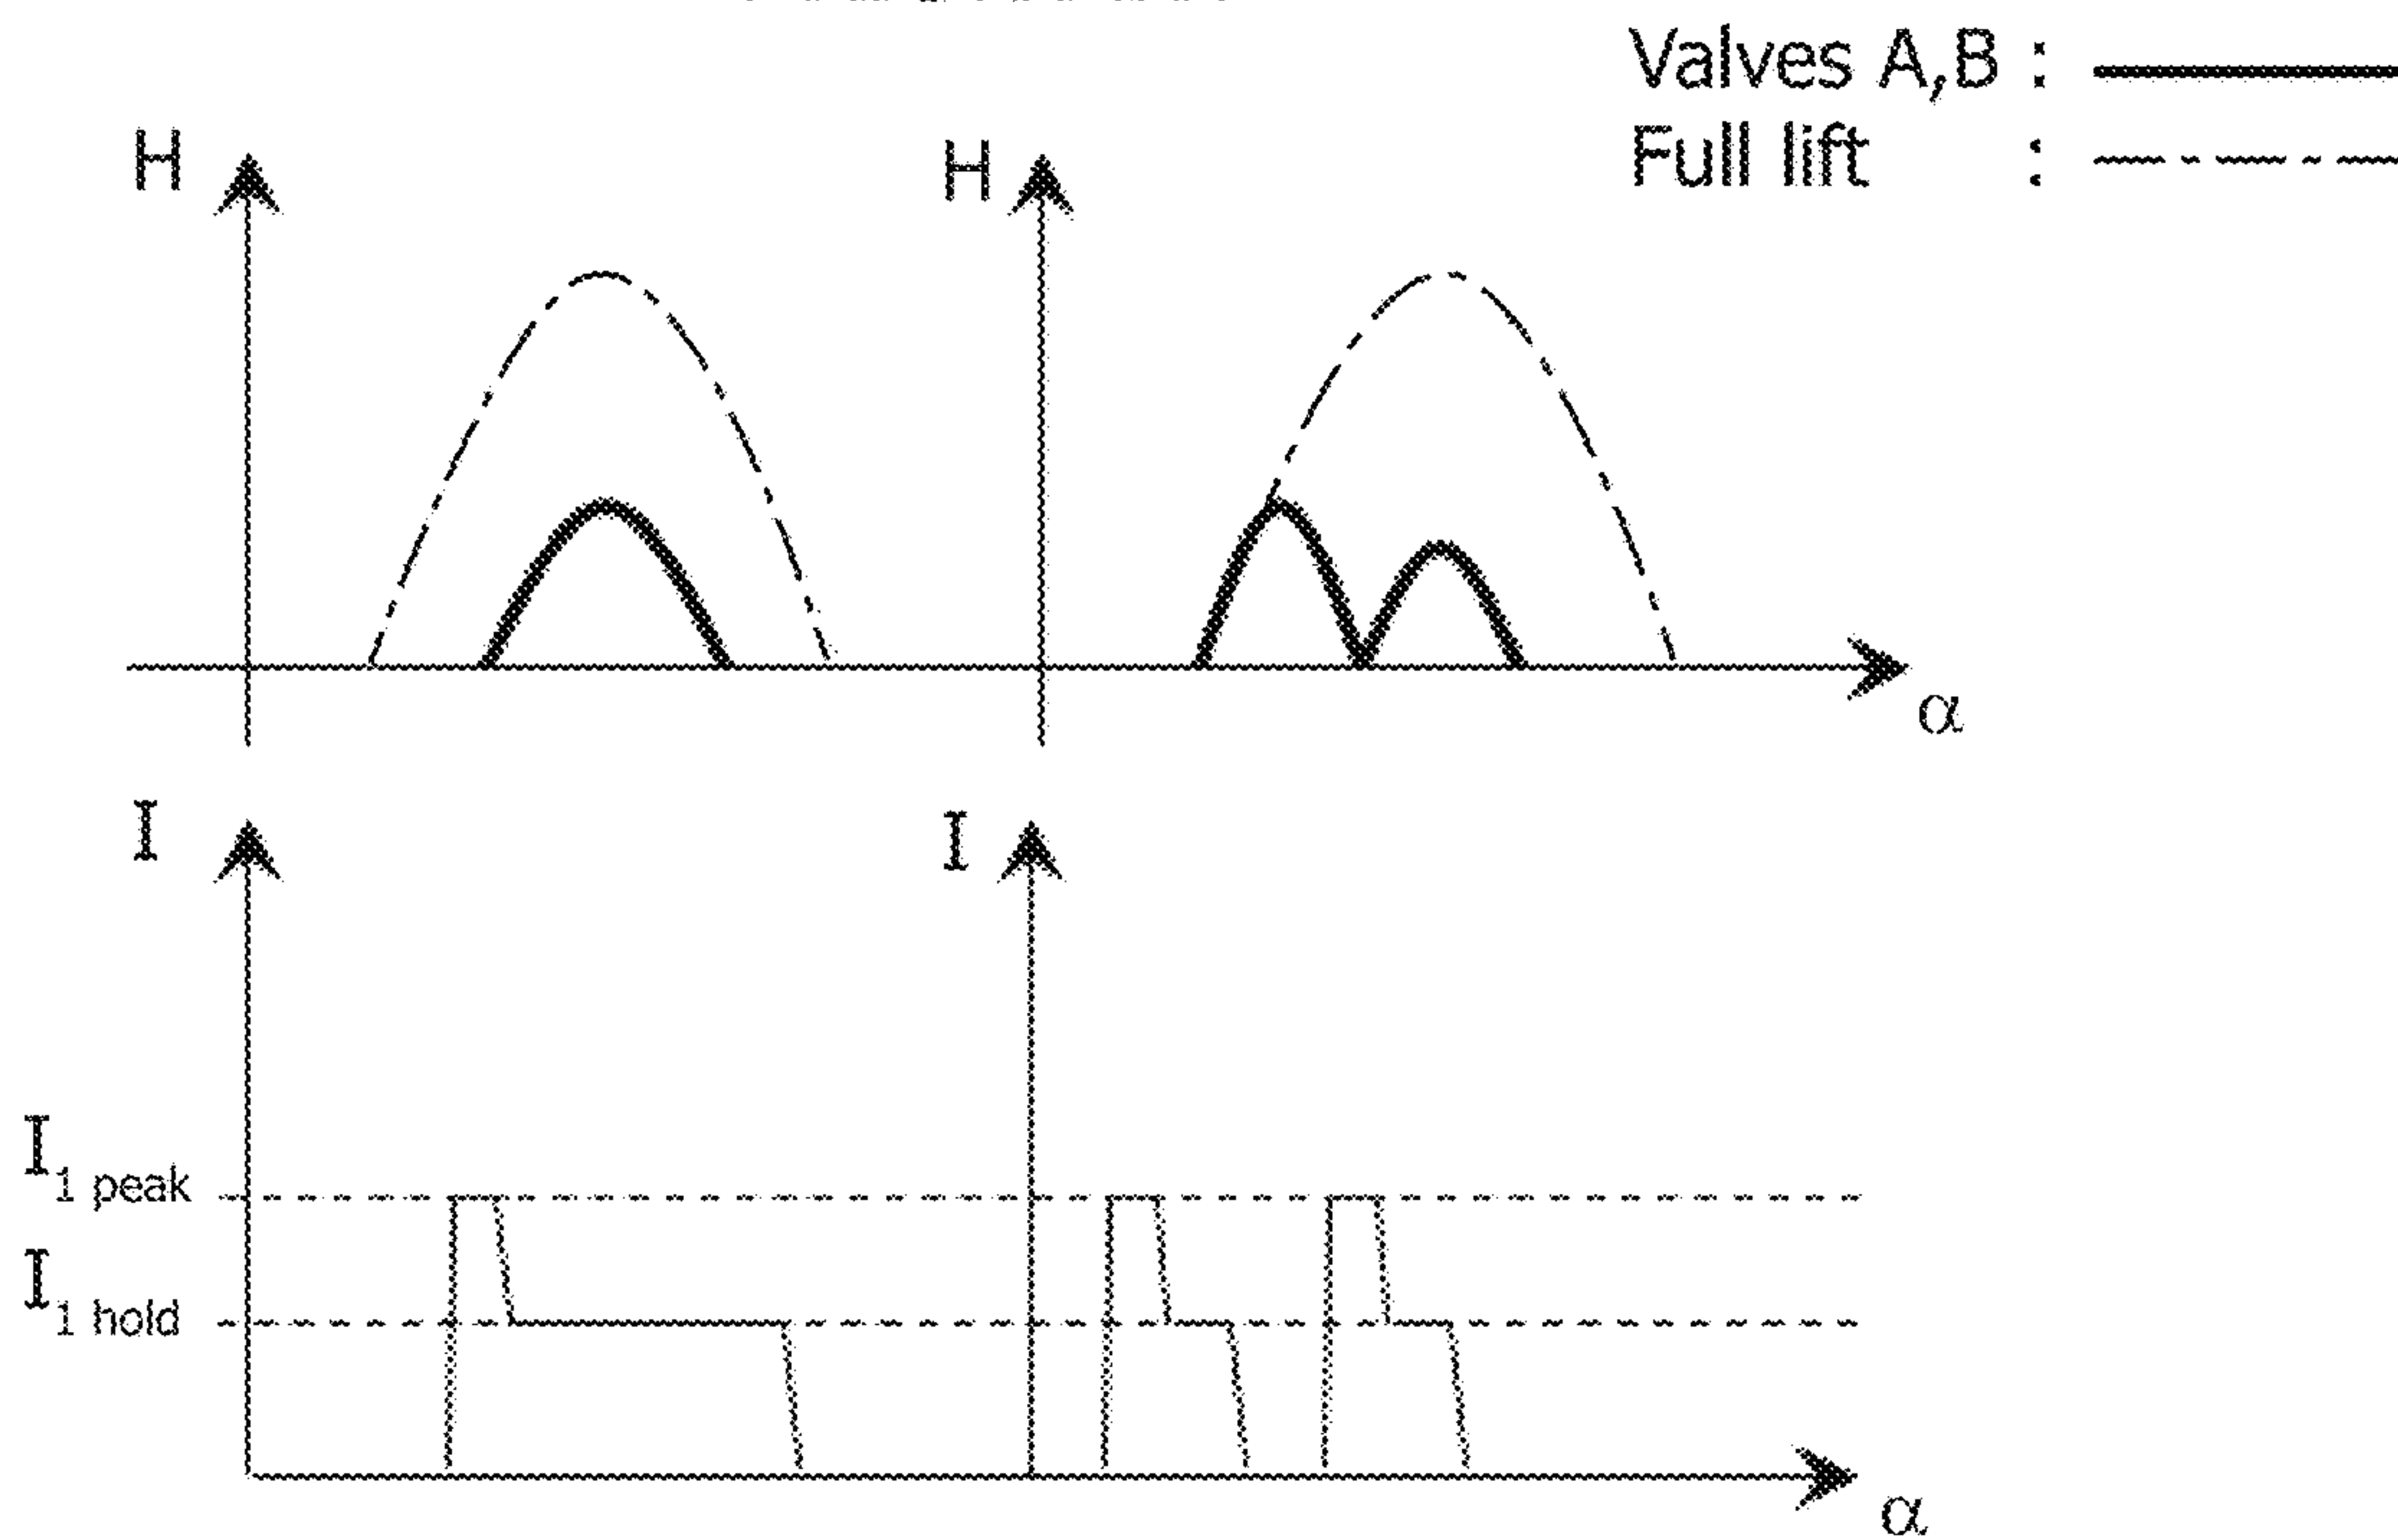 Valves A,B :
Full lift :
H
H
α
I
I
I1 peak
I1 hold
α